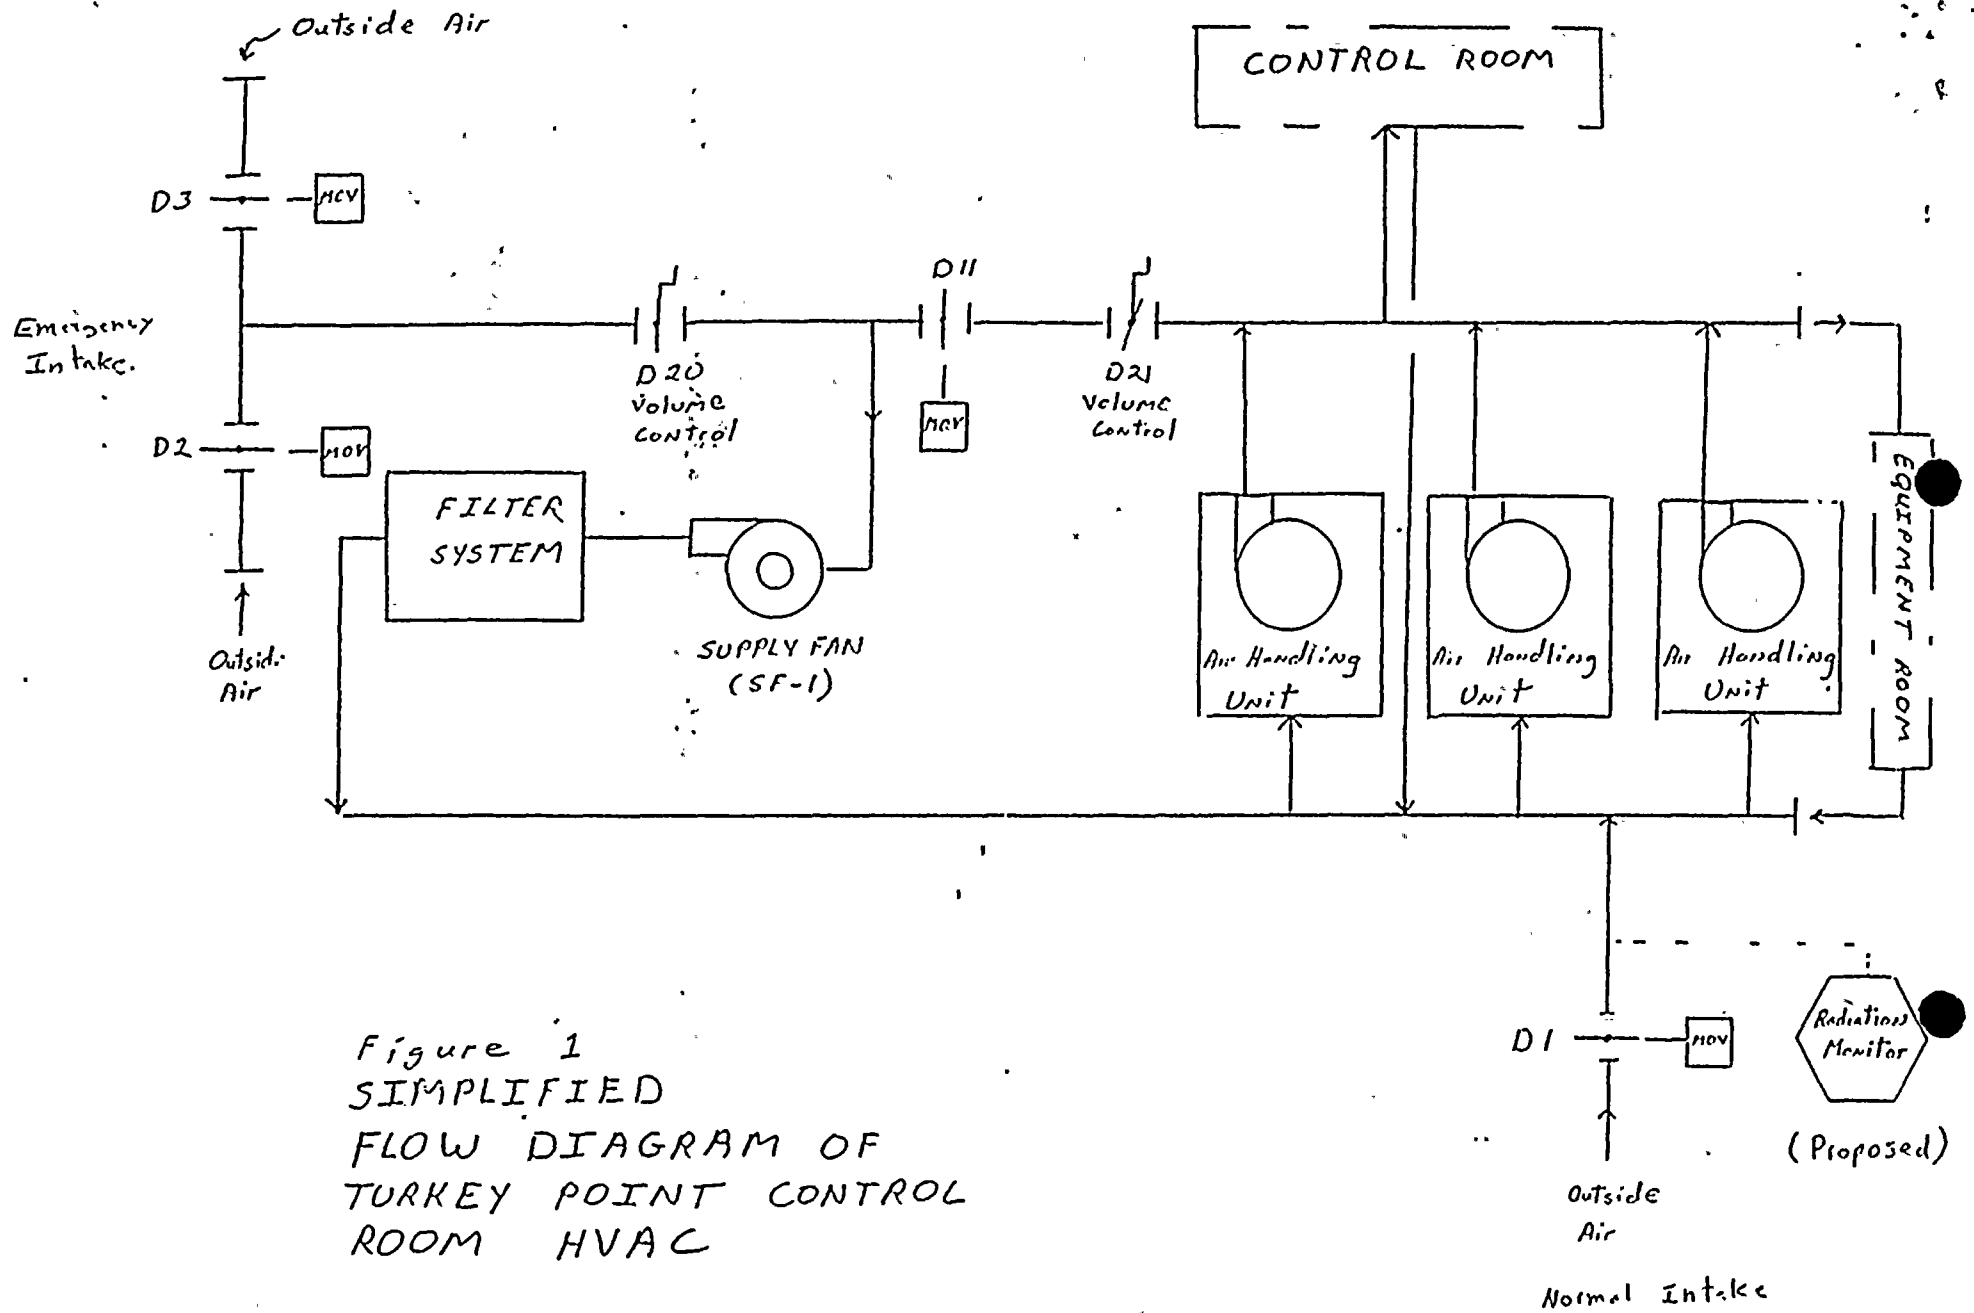 Outside Air
CONTROL ROOM
D3
MOV
D11
Emergency
Intake.
D20
Volume
Control
D21
Volume
Control
MOV
D2
MOV
FILTER
SYSTEM
EQUIPMENT ROOM
SUPPLY FAN
(SF-1)
Outside
Air
Air Handling
Unit
Air Handling
Unit
Air Handling
Unit
D1
MOV
Radiation
Monitor
(Proposed)
Outside
Air
Normal Intake
Figure 1
SIMPLIFIED
FLOW DIAGRAM OF
TURKEY POINT CONTROL
ROOM HVAC